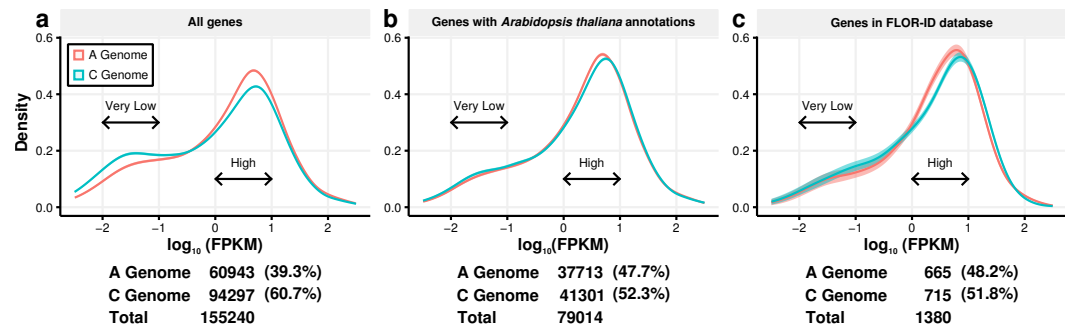 a
All genes
0.6
0.4
0.2
0.0
Density
A Genome
C Genome
Very Low
High
−2 −1 0 1 2
log₁₀ (FPKM)
A Genome 60943 (39.3%)
C Genome 94297 (60.7%)
Total 155240
b
Genes with Arabidopsis thaliana annotations
0.6
0.4
0.2
0.0
Very Low
High
−2 −1 0 1 2
log₁₀(FPKM)
A Genome 37713 (47.7%)
C Genome 41301 (52.3%)
Total 79014
c
Genes in FLOR-ID database
0.6
0.4
0.2
0.0
Very Low
High
−2 −1 0 1 2
log₁₀ (FPKM)
A Genome 665 (48.2%)
C Genome 715 (51.8%)
Total 1380